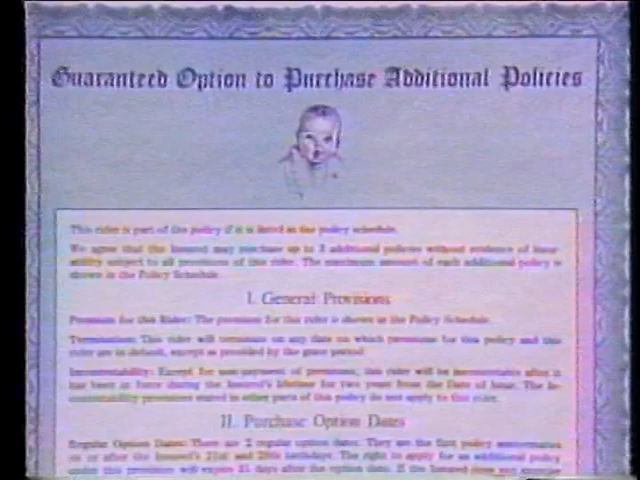 Guaranteed Option to Purchase Additional Policies
This rider is part of the policy if it is listed in the policy schedule.
We agree that the Insured may purchase up to additional policies without evidence of insur-
ability subject to all provisions of this rider. The maximum amount of each additional policy is
shown in the Policy Schedule.
I. General Provisions
Premium for this Rider: The premium for this rider is shown in the Policy Schedule.
Termination: This rider will terminate on any date on which premiums for this policy and this
rider are in default, except as provided by the grace period.
Incontestability: Except for non-payment of premiums, this rider will be incontestable after it
has been in force during the Insured's lifetime for two years from the Date of Issue. The In-
contestability provisions stated in other parts of this policy do not apply to this rider.
II. Purchase Option Dates
Regular Option Dates: There are 2 regular option dates. They are the first policy anniversaries
on or after the Insured's 21st and birthdays. The right to apply for an additional policy
under this provision will expire 31 days after the option date. If the Insured